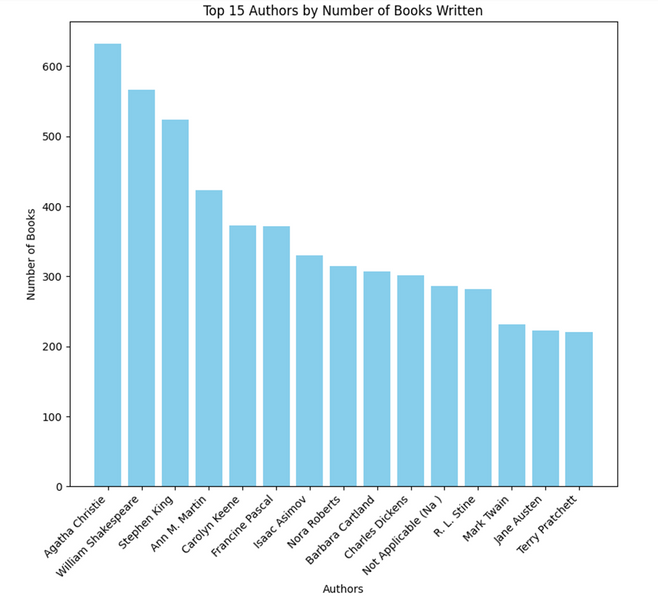 Top 15 Authors by Number of Books Written
Number of Books
600
500
400
300
200
100
0
Agatha Christie
William Shakespeare
Stephen King
Ann M. Martin
Carolyn Keene
Francine Pascal
Isaac Asimov
Nora Roberts
Barbara Cartland
Charles Dickens
Not Applicable (Na )
R. L. Stine
Mark Twain
Jane Austen
Terry Pratchett
Authors